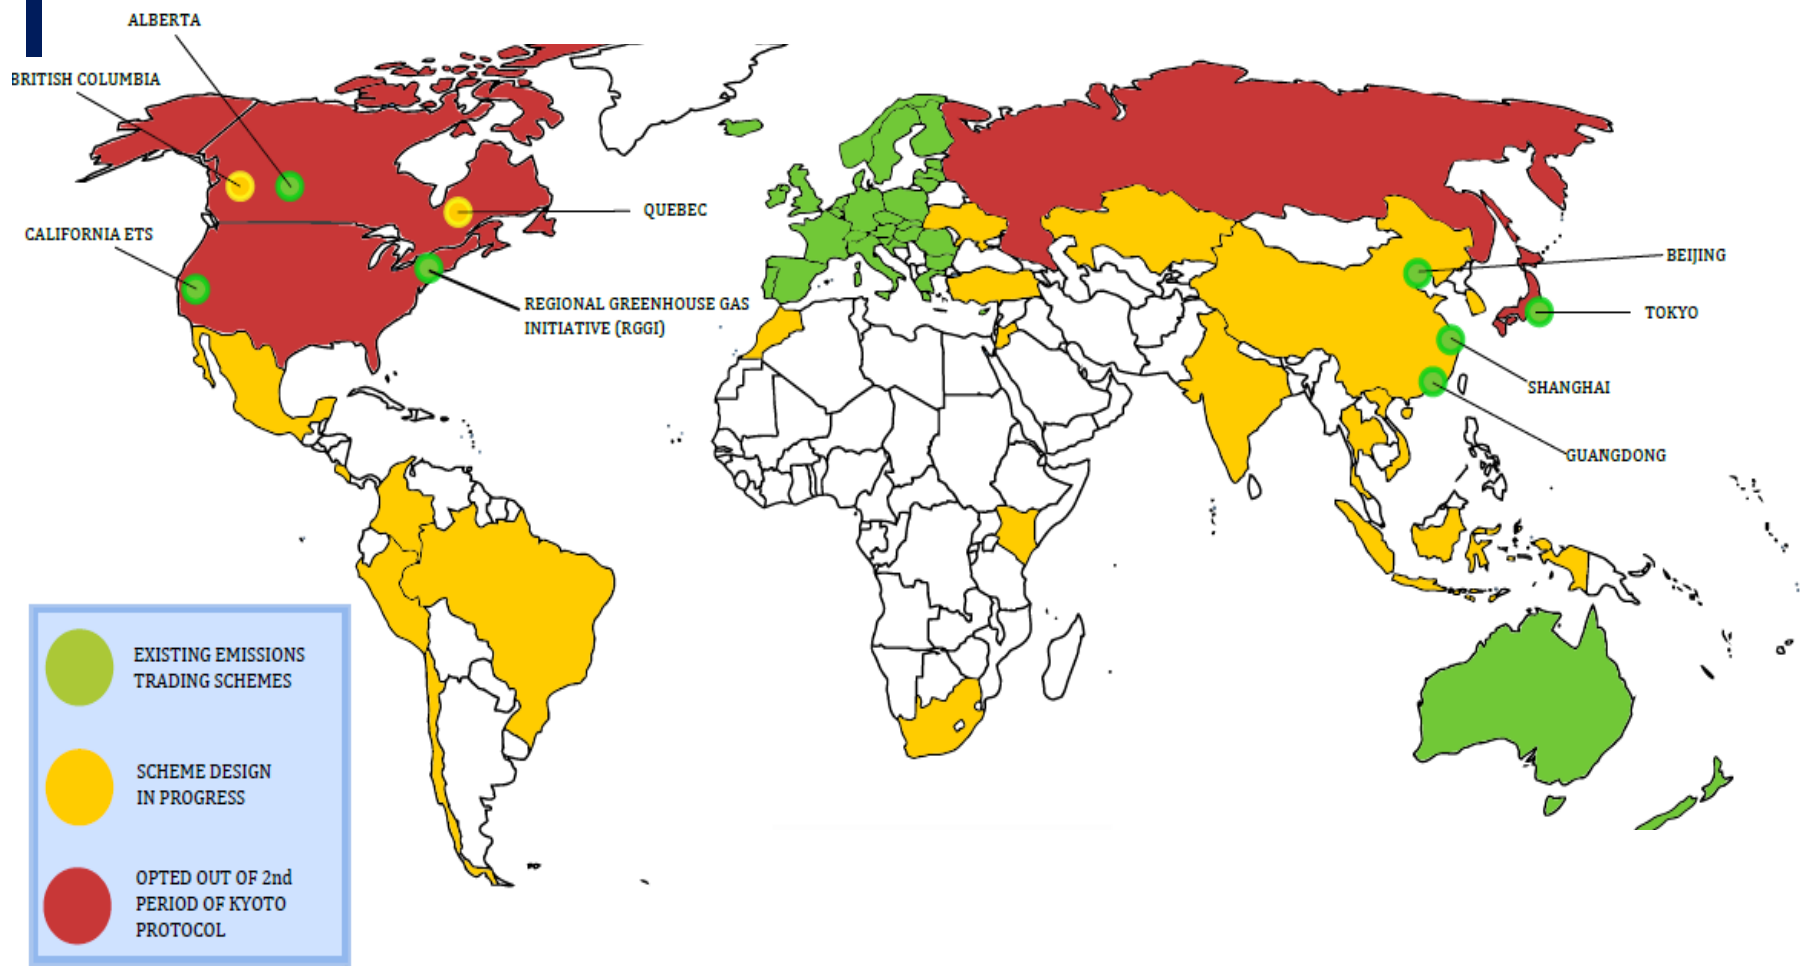 ALBERTA
BRITISH COLUMBIA
QUEBEC
CALIFORNIA ETS
BEIJING
REGIONAL GREENHOUSE GAS
INITIATIVE (RGGI)
TOKYO
SHANGHAI
GUANGDONG
EXISTING EMISSIONS
TRADING SCHEMES
SCHEME DESIGN
IN PROGRESS
OPTED OUT OF 2nd
PERIOD OF KYOTO
PROTOCOL